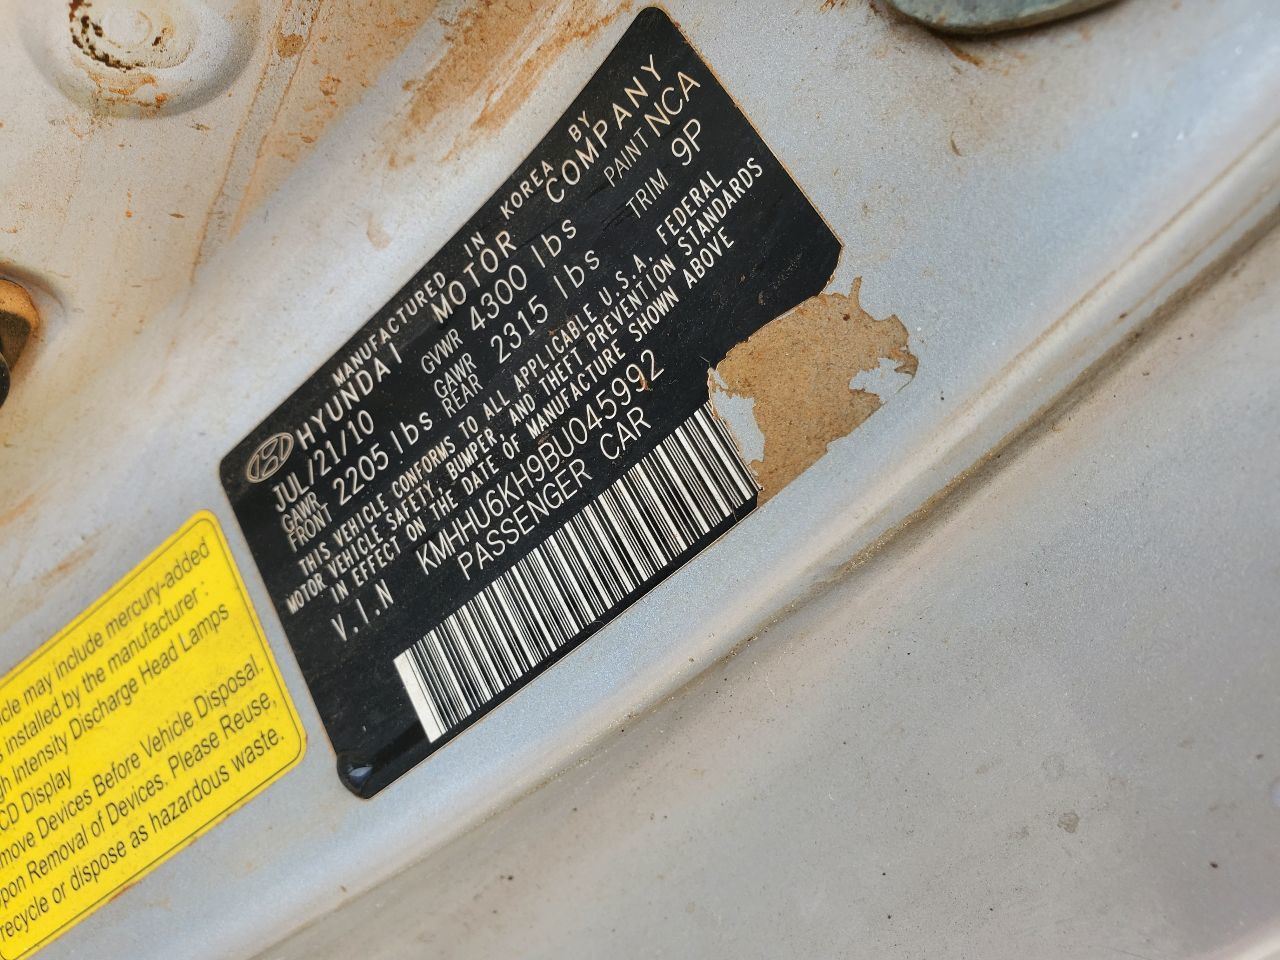 MANUFACTURED IN KOREA BY
HYUNDAI MOTOR COMPANY
JUL/21/10 GVWR 4300 lbs PAINT NCA
GAWR FRONT 2205 lbs GAWR REAR 2315 lbs TRIM 9P
THIS VEHICLE CONFORMS TO ALL APPLICABLE U.S.A. FEDERAL
MOTOR VEHICLE SAFETY, BUMPER, AND THEFT PREVENTION STANDARDS
IN EFFECT ON THE DATE OF MANUFACTURE SHOWN ABOVE
V.I.N KMHHU6KH9BU045992
PASSENGER CAR
may include mercury-added
installed by the manufacturer :
Intensity Discharge Head Lamps
Display
Devices Before Vehicle Disposal.
Removal of Devices. Please Reuse,
recycle or dispose as hazardous waste.